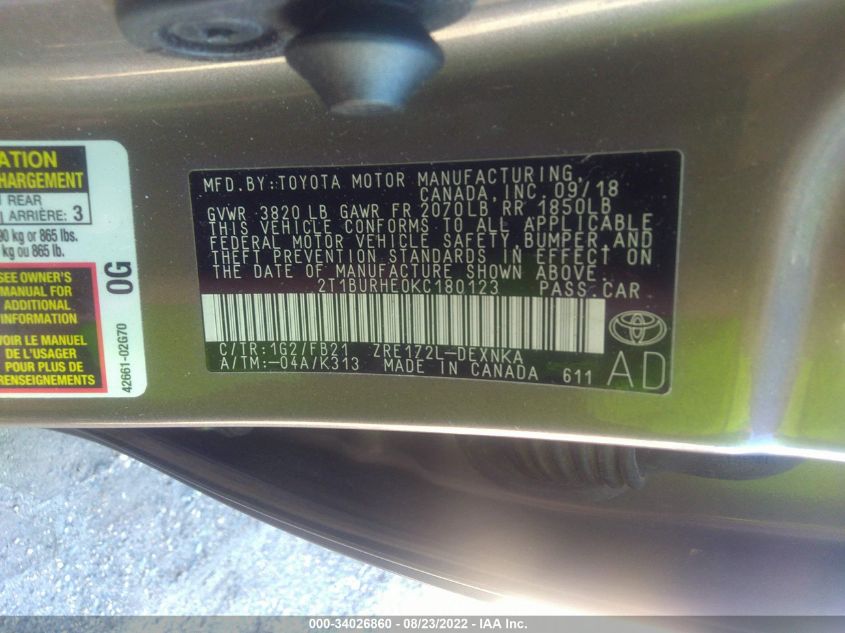 ATION
HARGEMENT
REAR
ARRIÈRE: 3
90 kg or 865 lbs.
kg ou 865 lb.
SEE OWNER'S
MANUAL FOR
ADDITIONAL
INFORMATION
VOIR LE MANUEL
DE L'USAGER
POUR PLUS DE
RENSEIGNEMENTS
0G
42661-02G70
MFD.BY:TOYOTA MOTOR MANUFACTURING,
CANADA, INC. 09/18
GVWR 3820 LB GAWR FR 2070LB RR 1850LB
THIS VEHICLE CONFORMS TO ALL APPLICABLE
FEDERAL MOTOR VEHICLE SAFETY,BUMPER,AND
THEFT PREVENTION STANDARDS IN EFFECT ON
THE DATE OF MANUFACTURE SHOWN ABOVE.
2T1BURHE0KC180123 PASS.CAR
C/TR:1G2/FB21 ZRE172L-DEXNKA
A/TM:-04A/K313 MADE IN CANADA 611
AD
000-34026860 - 08/23/2022 - IAA Inc.